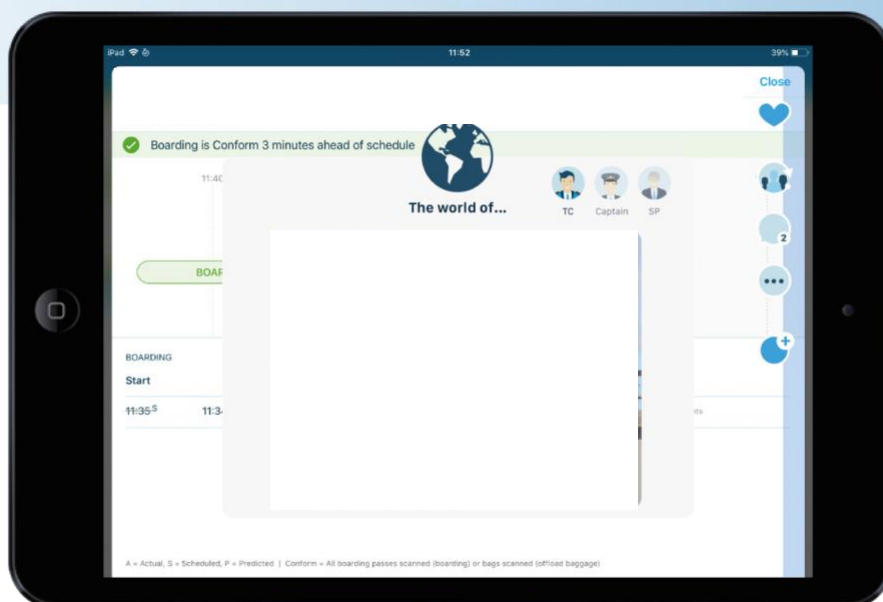 iPad 11:52 39%
Close
Boarding is Conform 3 minutes ahead of schedule
11:40
The world of...
TC Captain SP
2
BOAR
BOARDING
Start
11:35 S 11:3
A = Actual, S = Scheduled, P = Predicted | Conform = All boarding passes scanned (boarding) or bags scanned (offload baggage)